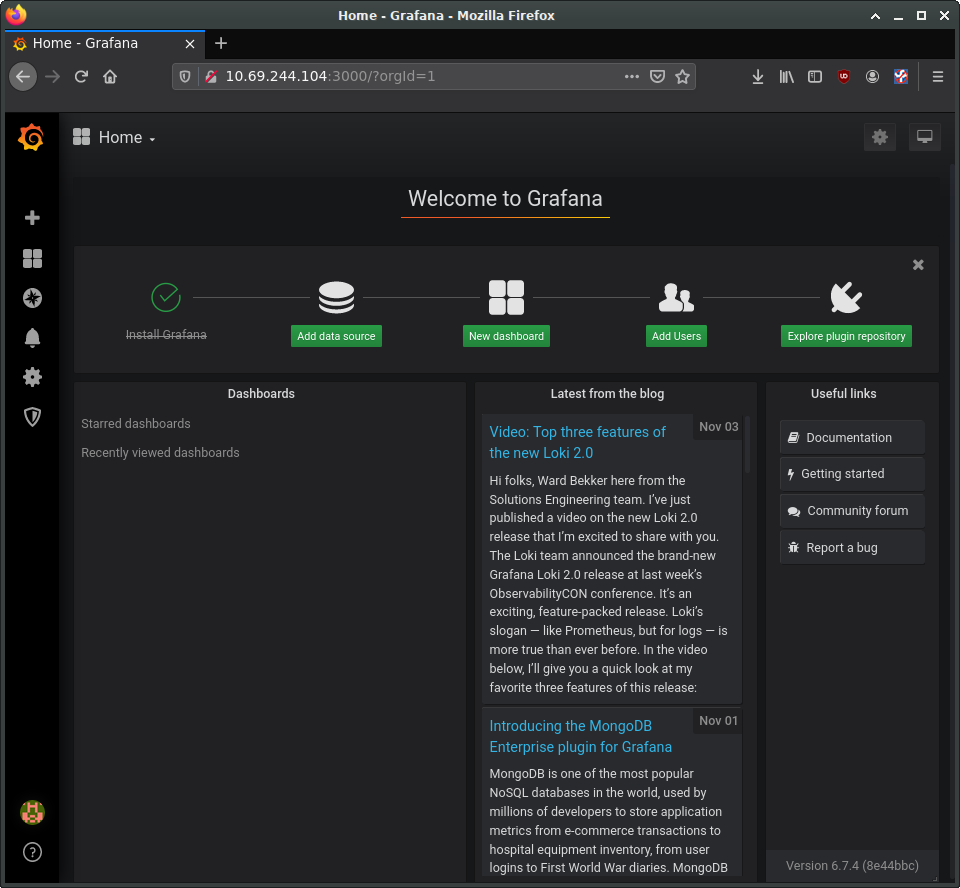 Home - Grafana - Mozilla Firefox
Home - Grafana
10.69.244.104:3000/?orgId=1
Home
Welcome to Grafana
Install Grafana
Add data source
New dashboard
Add Users
Explore plugin repository
Dashboards
Starred dashboards
Recently viewed dashboards
Latest from the blog
Nov 03
Video: Top three features of
the new Loki 2.0
Hi folks, Ward Bekker here from the
Solutions Engineering team. I’ve just
published a video on the new Loki 2.0
release that I’m excited to share with you.
The Loki team announced the brand-new
Grafana Loki 2.0 release at last week’s
ObservabilityCON conference. It’s an
exciting, feature-packed release. Loki’s
slogan — like Prometheus, but for logs — is
more true than ever before. In the video
below, I’ll give you a quick look at my
favorite three features of this release:
Nov 01
Introducing the MongoDB
Enterprise plugin for Grafana
MongoDB is one of the most popular
NoSQL databases in the world, used by
millions of developers to store application
metrics from e-commerce transactions to
hospital equipment inventory, from user
logins to First World War diaries. MongoDB
Useful links
Documentation
Getting started
Community forum
Report a bug
Version 6.7.4 (8e44bbc)